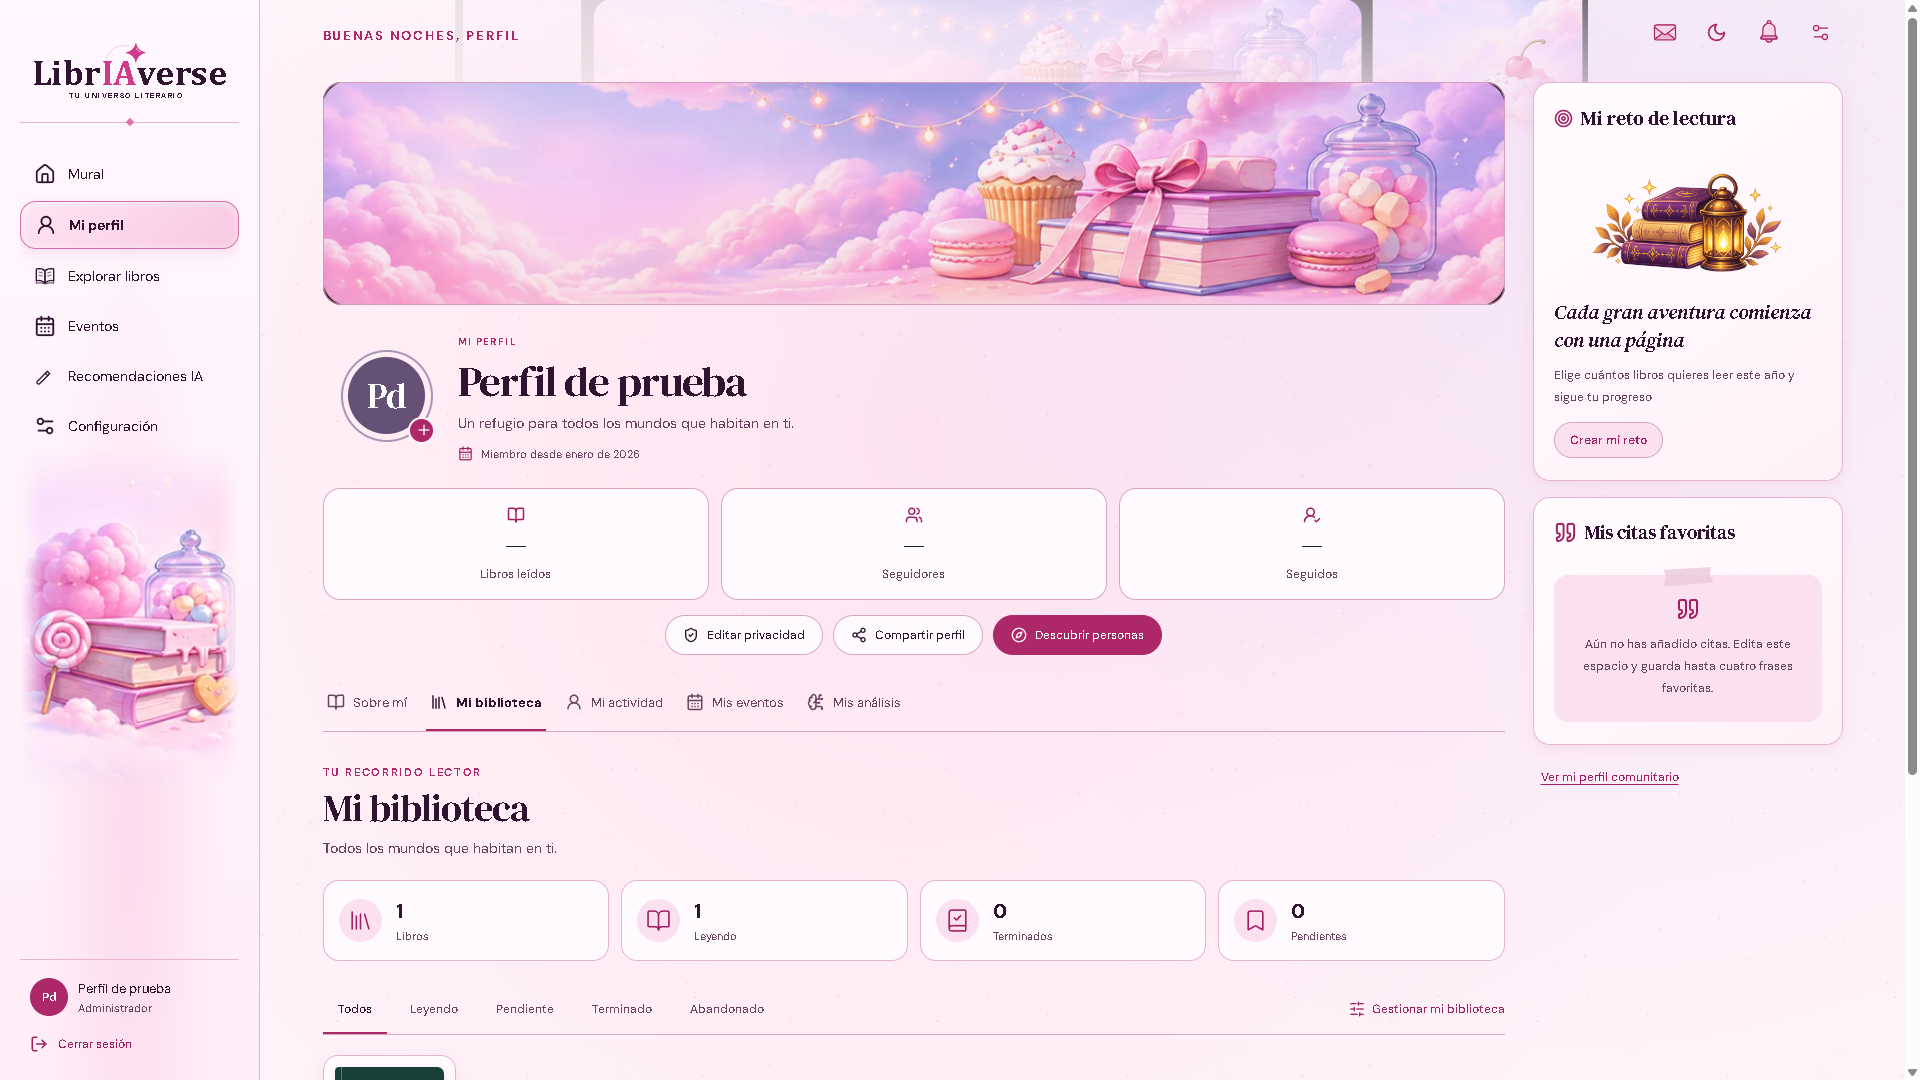 LibrIAverse
TU UNIVERSO LITERARIO
Mural
Mi perfil
Explorar libros
Eventos
Recomendaciones IA
Configuración
Pd
Perfil de prueba
Administrador
Cerrar sesión
BUENAS NOCHES, PERFIL
Pd
MI PERFIL
Perfil de prueba
Un refugio para todos los mundos que habitan en ti.
Miembro desde enero de 2026
—
Libros leídos
—
Seguidores
—
Seguidos
Editar privacidad
Compartir perfil
Descubrir personas
Sobre mí
Mi biblioteca
Mi actividad
Mis eventos
Mis análisis
TU RECORRIDO LECTOR
Mi biblioteca
Todos los mundos que habitan en ti.
1
Libros
1
Leyendo
0
Terminados
0
Pendientes
Todos
Leyendo
Pendiente
Terminado
Abandonado
Gestionar mi biblioteca
Mi reto de lectura
Cada gran aventura comienza
con una página
Elige cuántos libros quieres leer este año y
sigue tu progreso
Crear mi reto
Mis citas favoritas
Aún no has añadido citas. Edita este
espacio y guarda hasta cuatro frases
favoritas.
Ver mi perfil comunitario